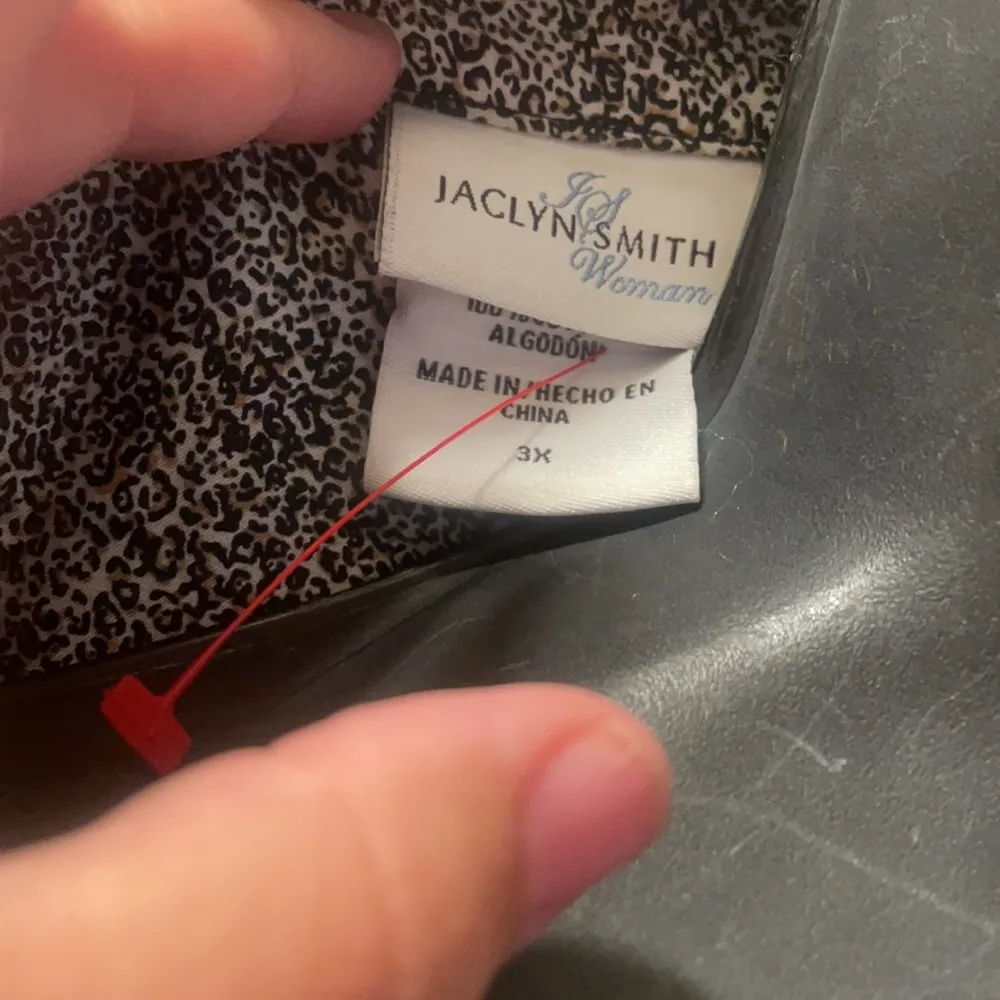 JS
JACLYN SMITH
Woman
ALGODÓN
MADE IN/HECHO EN
CHINA
3X